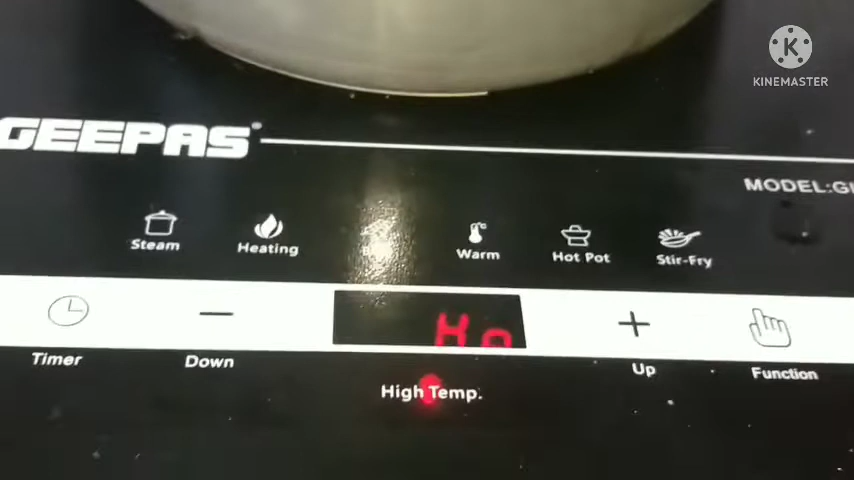 KINEMASTER
GEEPAS
MODEL:G
Steam
Heating
Warm
Hot Pot
Stir-Fry
Timer
Down
Up
Function
High Temp.